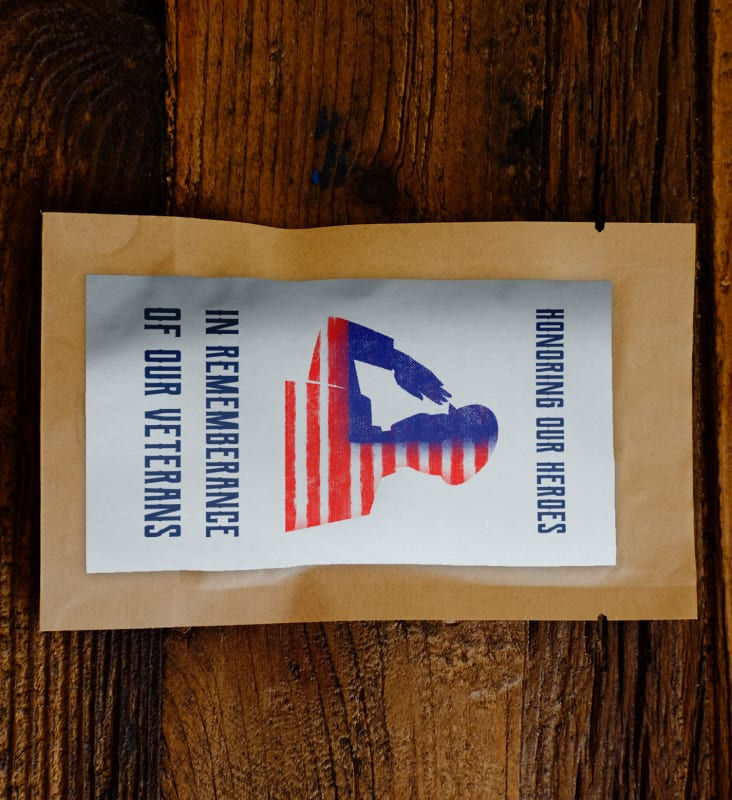 HONORING OUR HEROES
IN REMEMBERANCE
OF OUR VETERANS